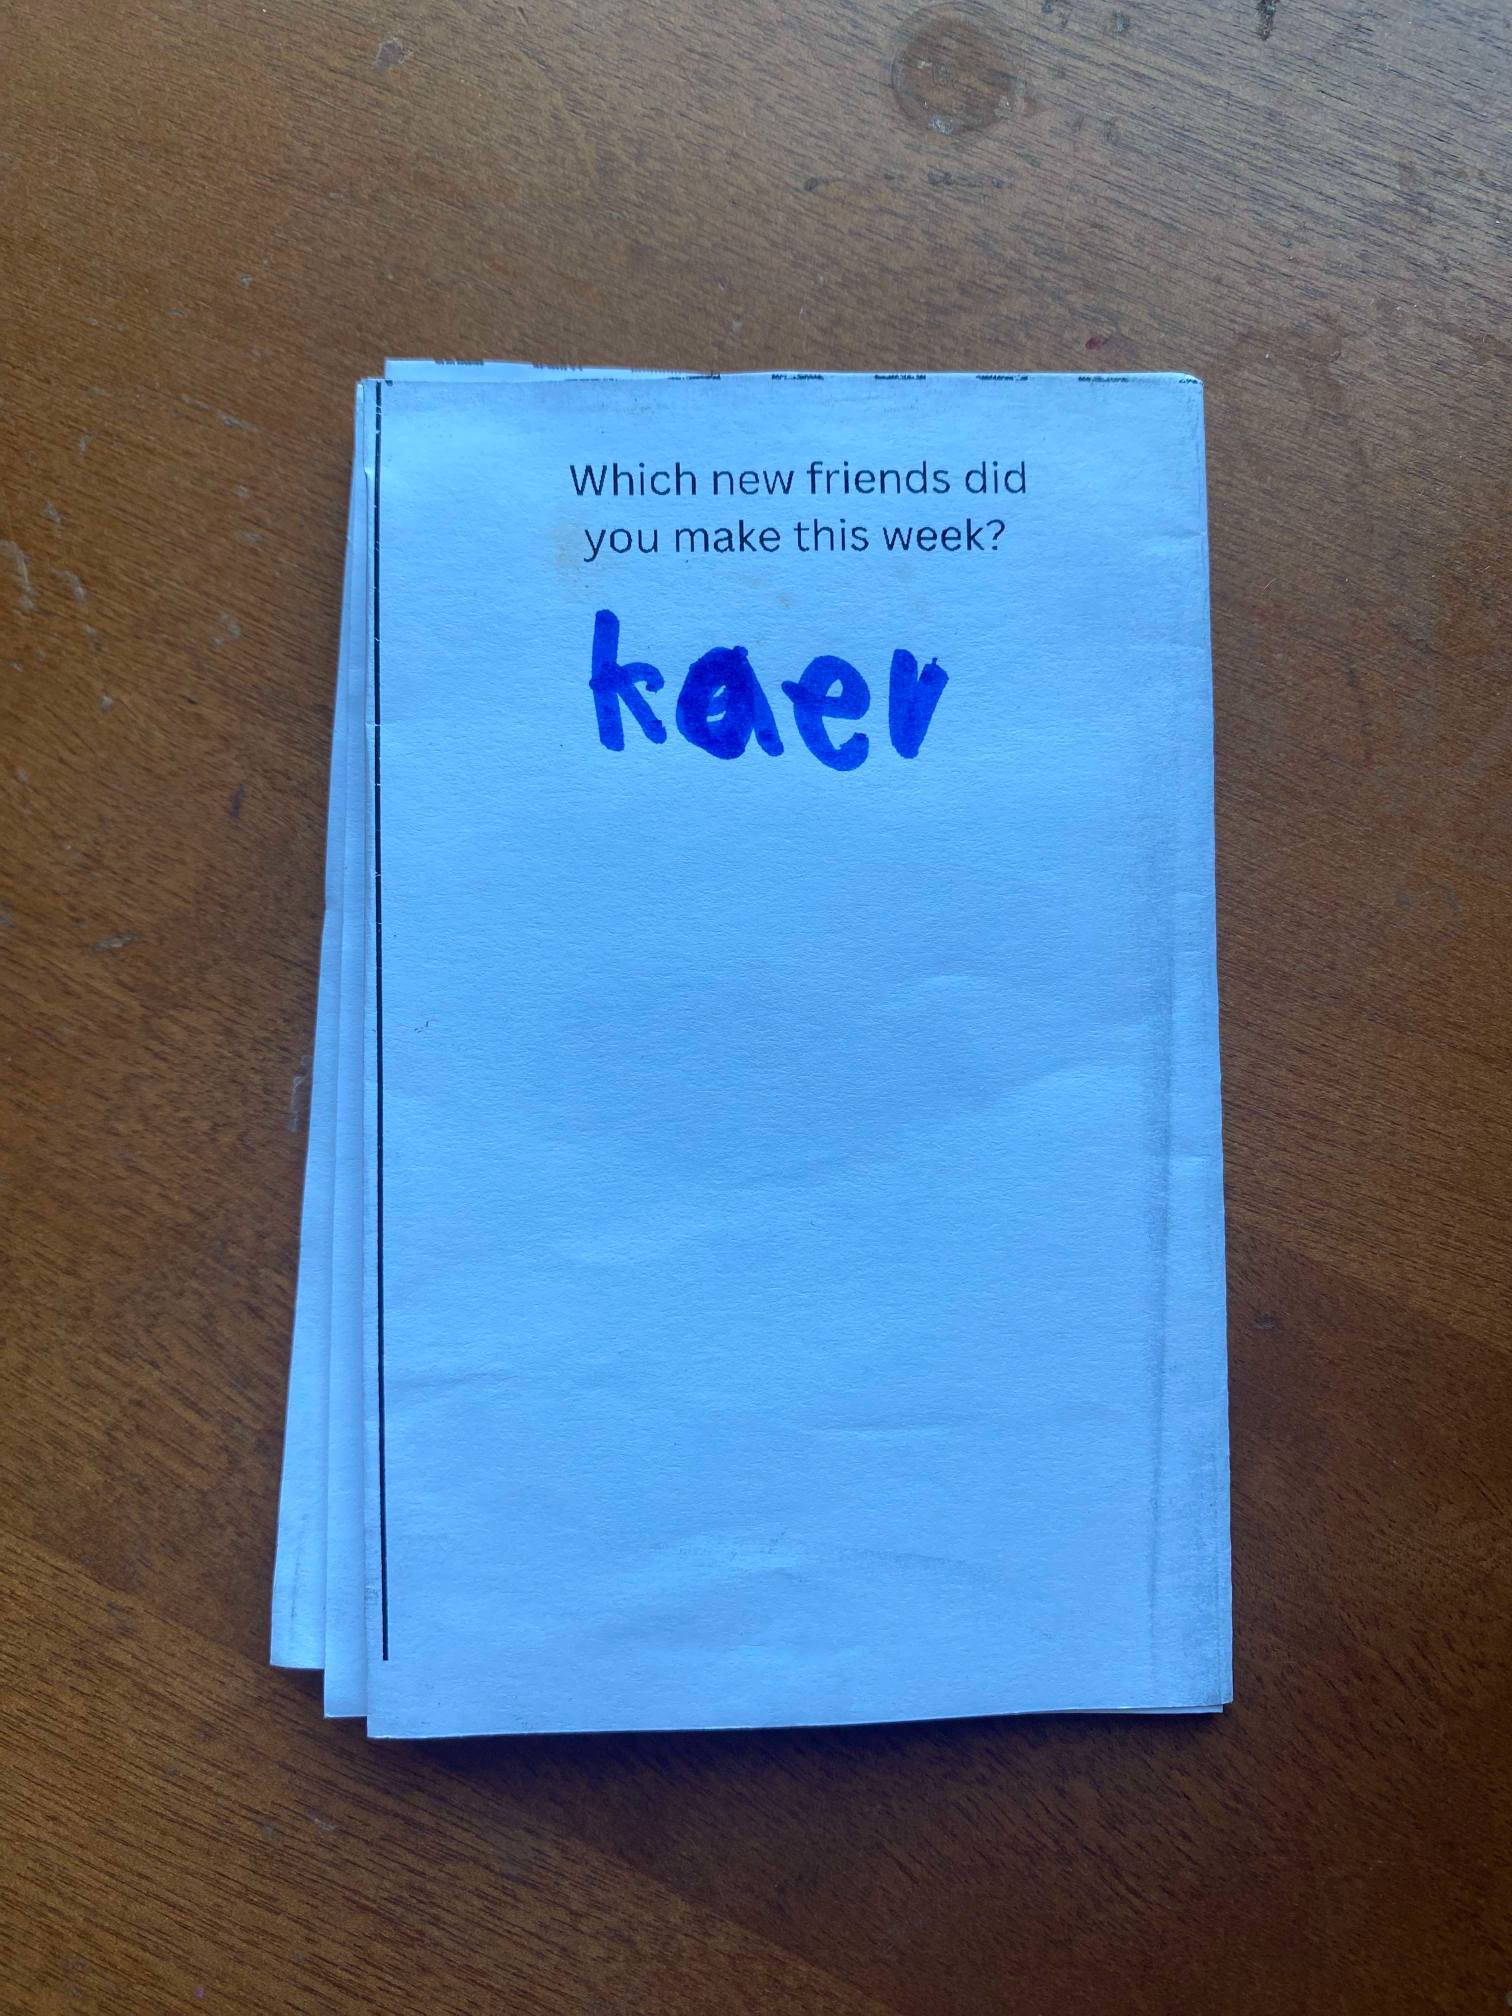 Which new friends did
you make this week?
kaer